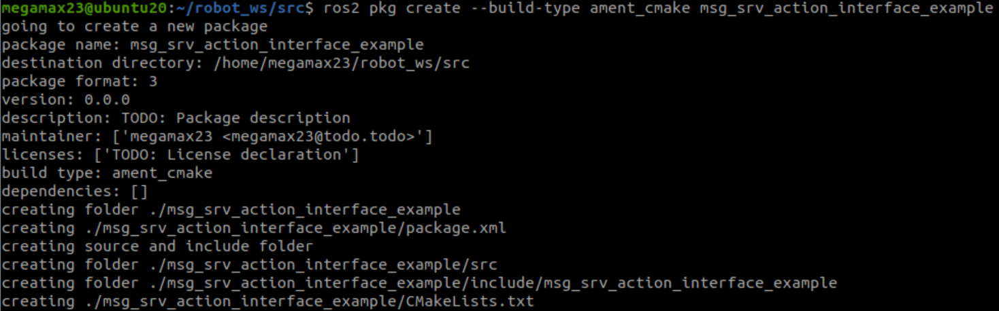 megamax23@ubuntu20:~/robot_ws/src$ ros2 pkg create --build-type ament_cmake msg_srv_action_interface_example
going to create a new package
package name: msg_srv_action_interface_example
destination directory: /home/megamax23/robot_ws/src
package format: 3
version: 0.0.0
description: TODO: Package description
maintainer: ['megamax23 <megamax23@todo.todo>']
licenses: ['TODO: License declaration']
build type: ament_cmake
dependencies: []
creating folder ./msg_srv_action_interface_example
creating ./msg_srv_action_interface_example/package.xml
creating source and include folder
creating folder ./msg_srv_action_interface_example/src
creating folder ./msg_srv_action_interface_example/include/msg_srv_action_interface_example
creating ./msg_srv_action_interface_example/CMakeLists.txt